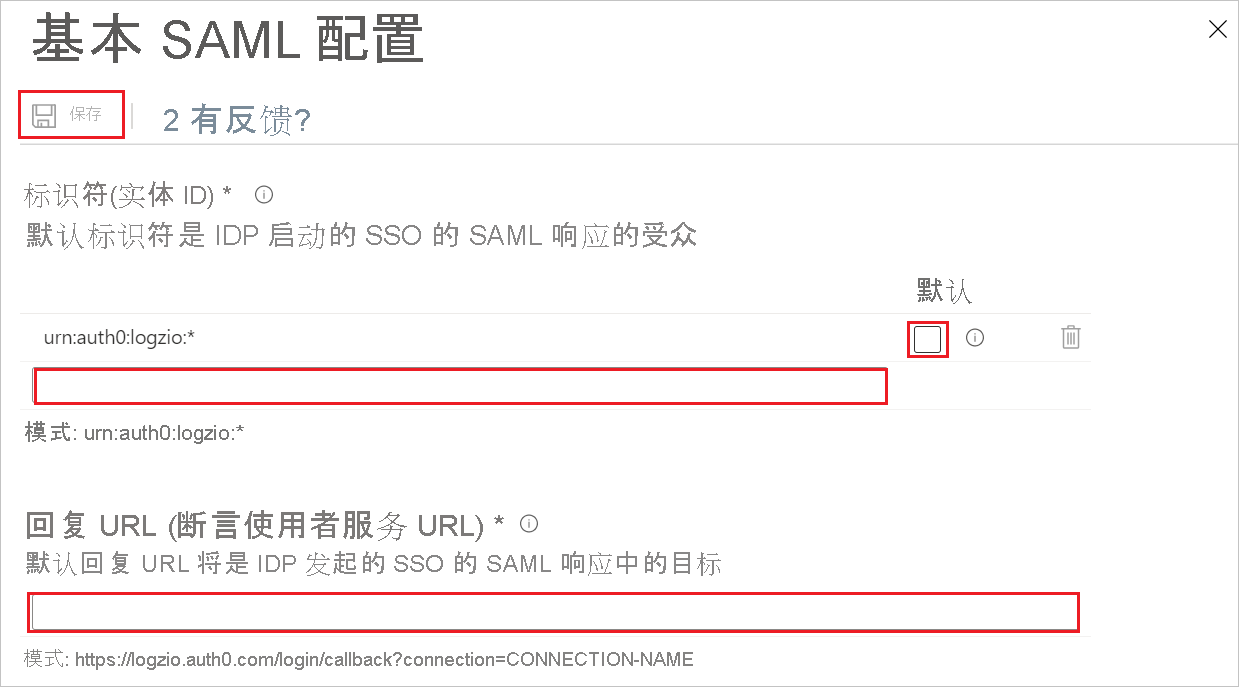 基本 SAML 配置
保存
2 有反馈?
标识符(实体 ID) *
默认标识符是 IDP 启动的 SSO 的 SAML 响应的受众
默认
urn:auth0:logzio:*
模式: urn:auth0:logzio:*
回复 URL (断言使用者服务 URL) *
默认回复 URL 将是 IDP 发起的 SSO 的 SAML 响应中的目标
模式: https://logzio.auth0.com/login/callback?connection=CONNECTION-NAME